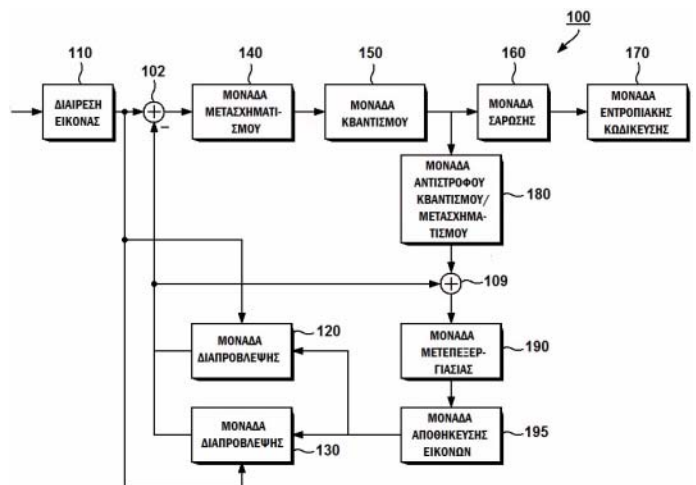 100
110
102
140
150
160
170
ΔΙΑΙΡΕΣΗ
ΕΙΚΟΝΑΣ
+
−
ΜΟΝΑΔΑ
ΜΕΤΑΣΧΗΜΑΤΙ-
ΣΜΟΥ
ΜΟΝΑΔΑ
ΚΒΑΝΤΙΣΜΟΥ
ΜΟΝΑΔΑ
ΣΑΡΩΣΗΣ
ΜΟΝΑΔΑ
ΕΝΤΡΟΠΙΑΚΗΣ
ΚΩΔΙΚΕΥΣΗΣ
ΜΟΝΑΔΑ
ΑΝΤΙΣΤΡΟΦΟΥ
ΚΒΑΝΤΙΣΜΟΥ/
ΜΕΤΑΣΧΗΜΑ-
ΤΙΣΜΟΥ
180
+
109
ΜΟΝΑΔΑ
ΔΙΑΠΡΟΒΛΕΨΗΣ
120
ΜΟΝΑΔΑ
ΜΕΤΕΠΕΞΕΡ-
ΓΙΑΣΙΑΣ
190
ΜΟΝΑΔΑ
ΔΙΑΠΡΟΒΛΕΨΗΣ
130
ΜΟΝΑΔΑ
ΑΠΟΘΗΚΕΥΣΗΣ
ΕΙΚΟΝΩΝ
195